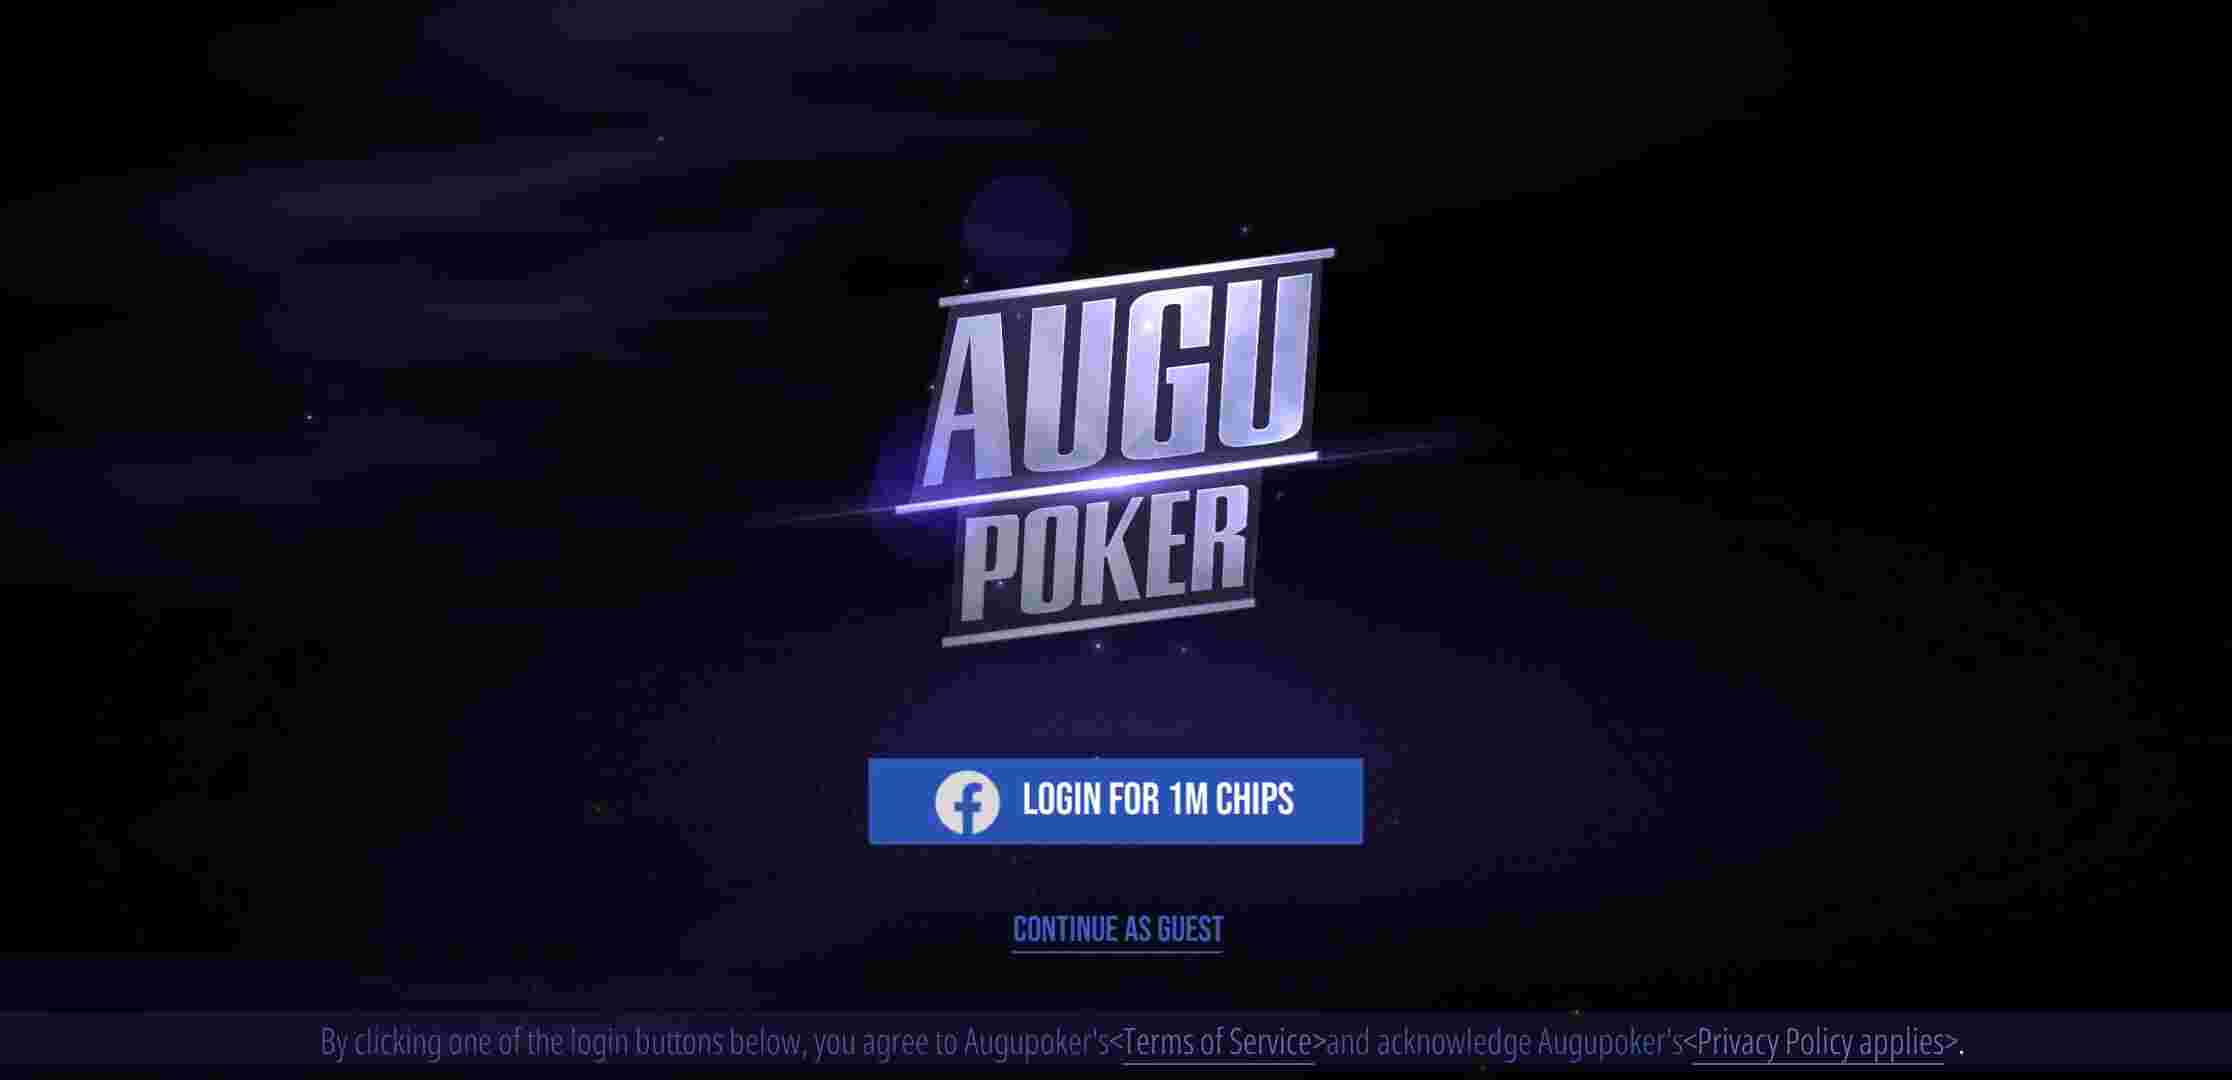 AUGU
POKER
LOGIN FOR 1M CHIPS
CONTINUE AS GUEST
By clicking one of the login buttons below, you agree to Augupoker's<Terms of Service>and acknowledge Augupoker's<Privacy Policy applies>.